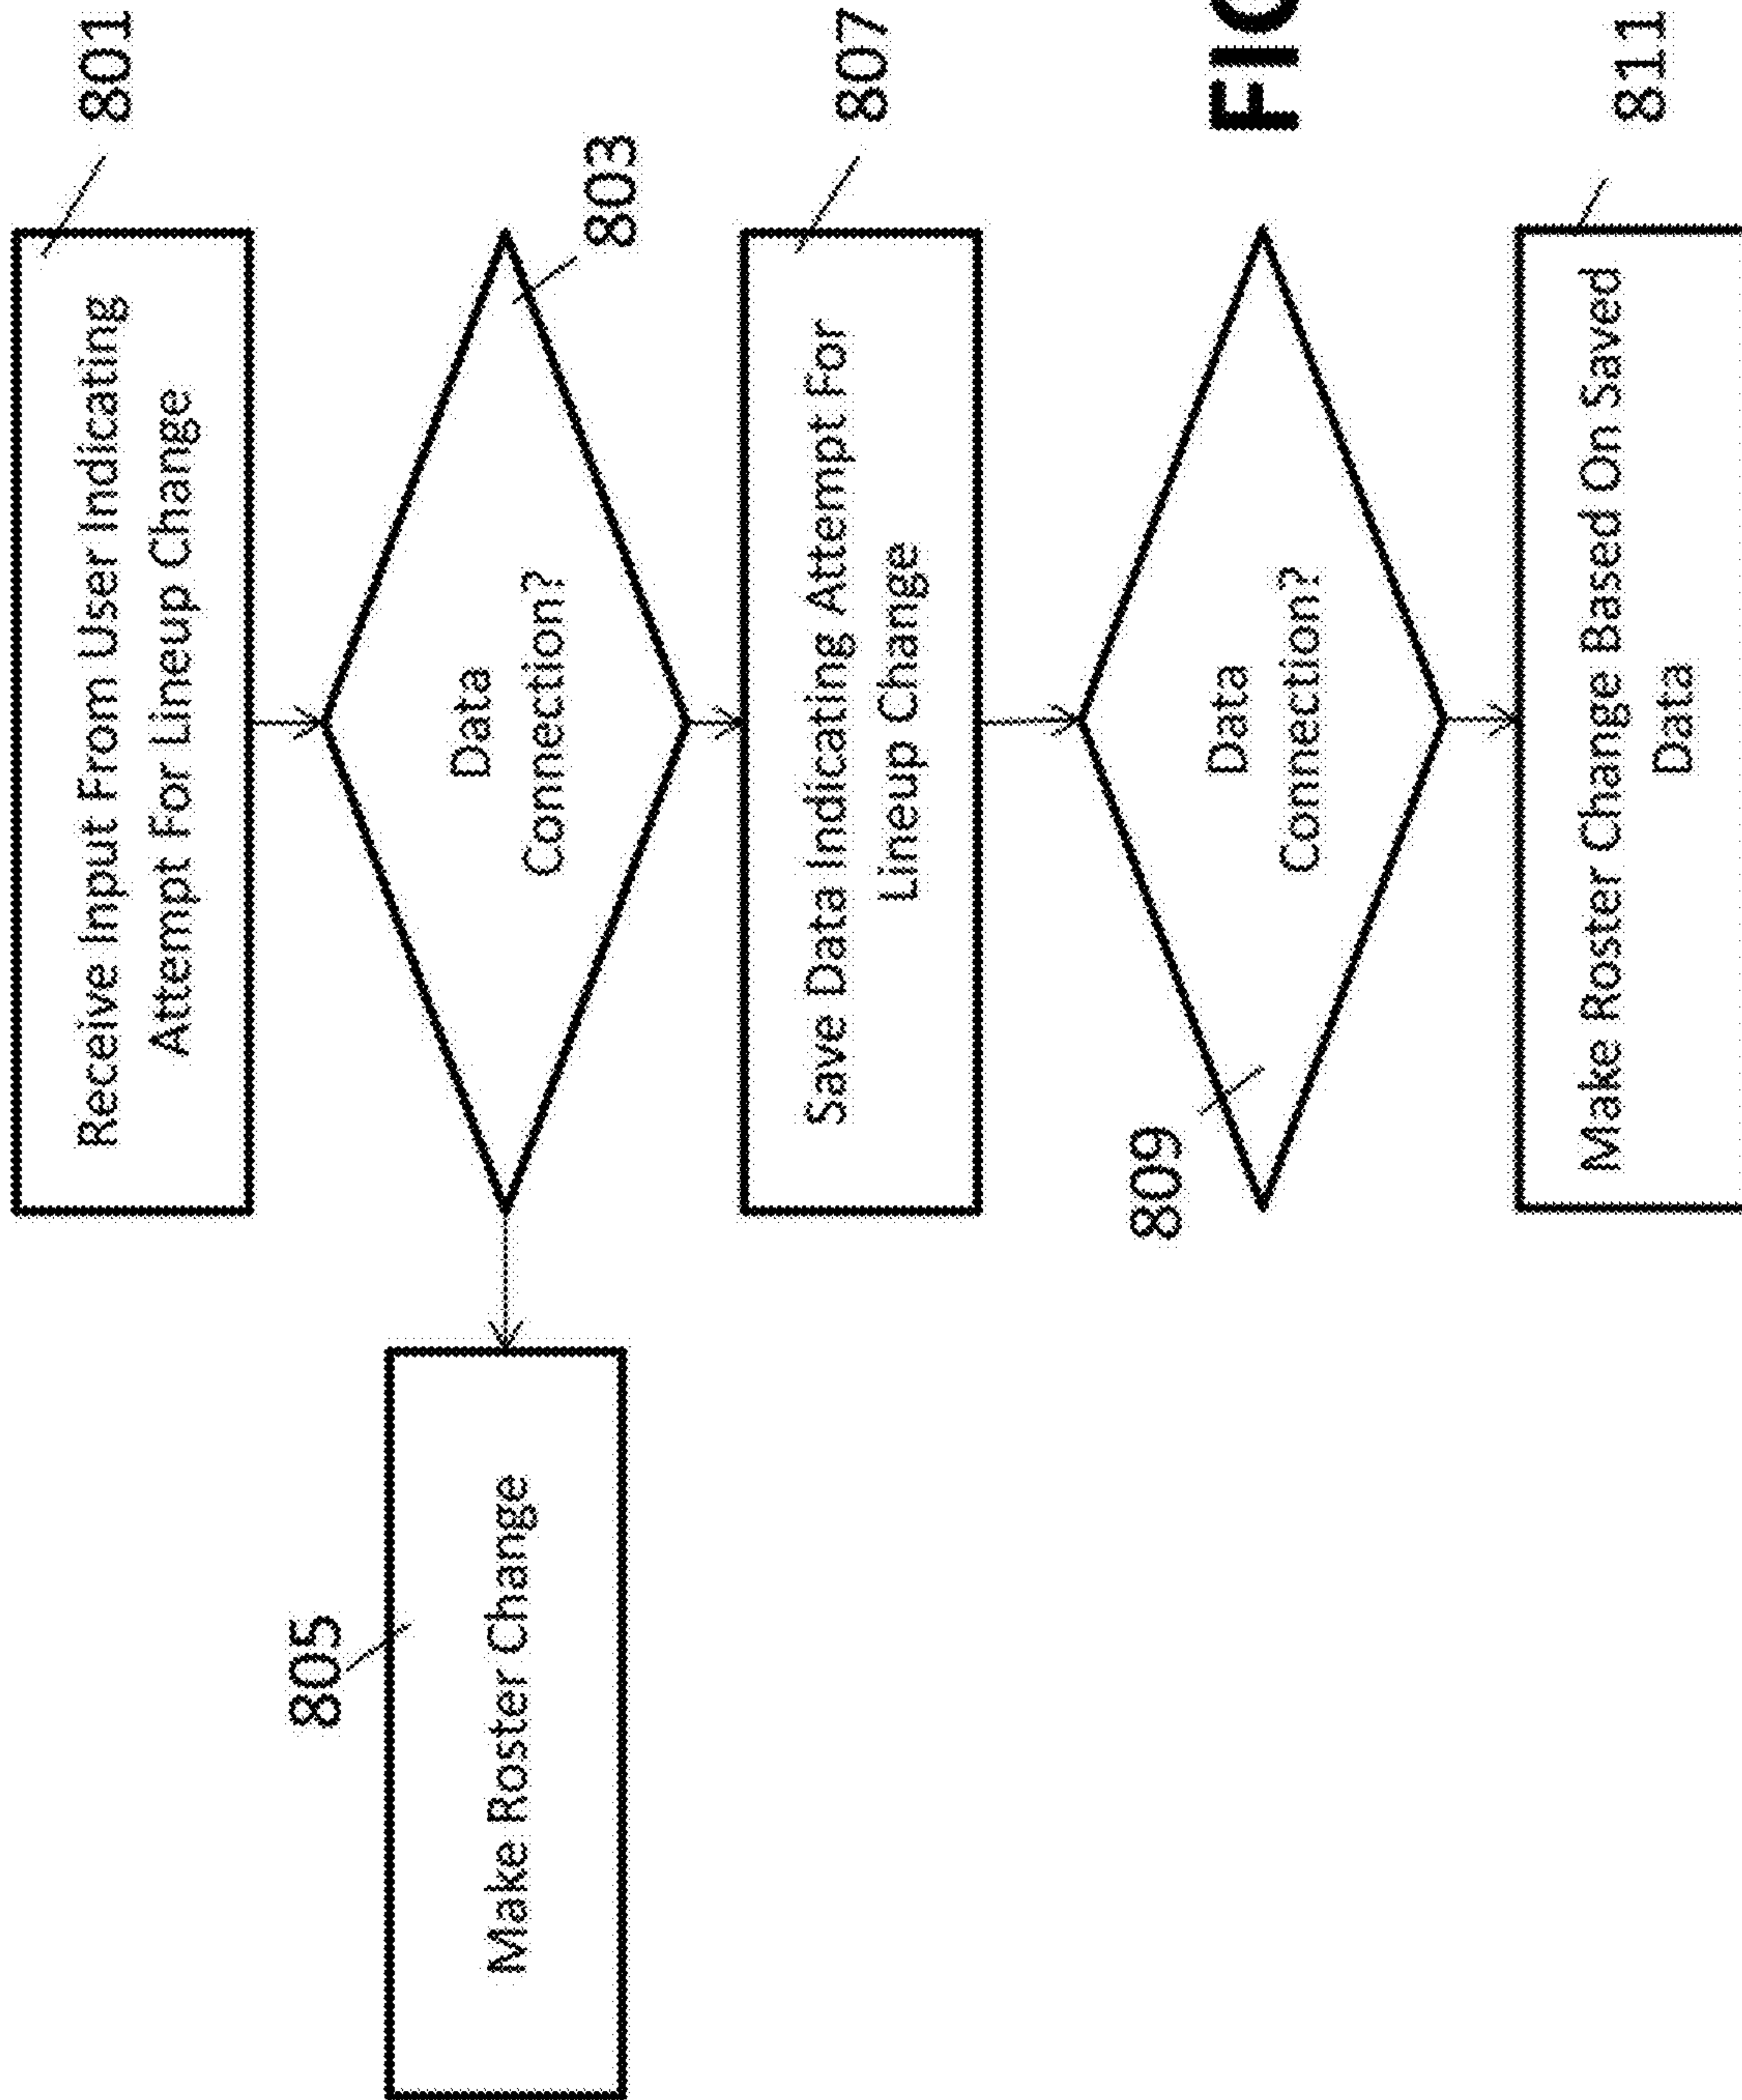 801
Receive Input From User Indicating
Attempt For Lineup Change
803
Data
Connection?
805
Make Roster Change
807
Save Data Indicating Attempt For
Lineup Change
809
Data
Connection?
811
Make Roster Change Based On Saved
Data